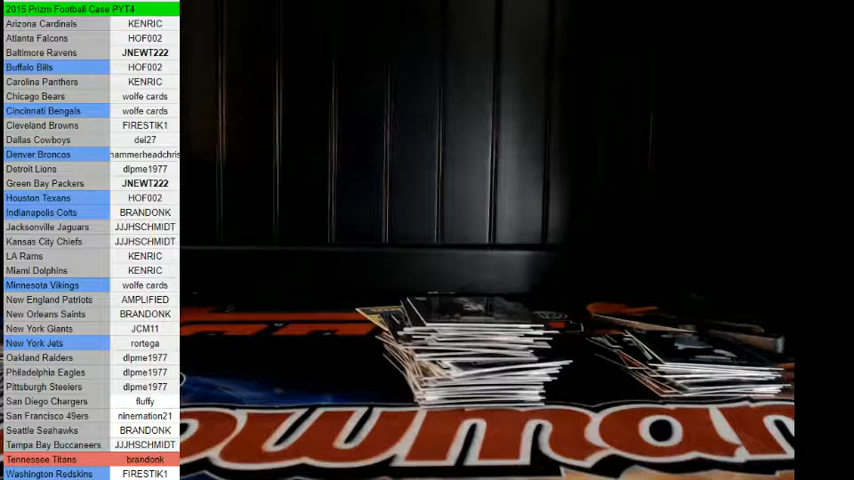 2015 Prizm Football Case PYT4
Arizona Cardinals KENRIC
Atlanta Falcons HOF002
Baltimore Ravens JNEWT222
Buffalo Bills HOF002
Carolina Panthers KENRIC
Chicago Bears wolfe cards
Cincinnati Bengals wolfe cards
Cleveland Browns FIRESTIK1
Dallas Cowboys del27
Denver Broncos hammerheadchris
Detroit Lions dlpme1977
Green Bay Packers JNEWT222
Houston Texans HOF002
Indianapolis Colts BRANDONK
Jacksonville Jaguars JJJHSCHMIDT
Kansas City Chiefs JJJHSCHMIDT
LA Rams KENRIC
Miami Dolphins KENRIC
Minnesota Vikings wolfe cards
New England Patriots AMPLIFIED
New Orleans Saints BRANDONK
New York Giants JCM11
New York Jets rortega
Oakland Raiders dlpme1977
Philadelphia Eagles dlpme1977
Pittsburgh Steelers dlpme1977
San Diego Chargers fluffy
San Francisco 49ers ninernation21
Seattle Seahawks BRANDONK
Tampa Bay Buccaneers JJJHSCHMIDT
Tennessee Titans brandonk
Washington Redskins FIRESTIK1
owman